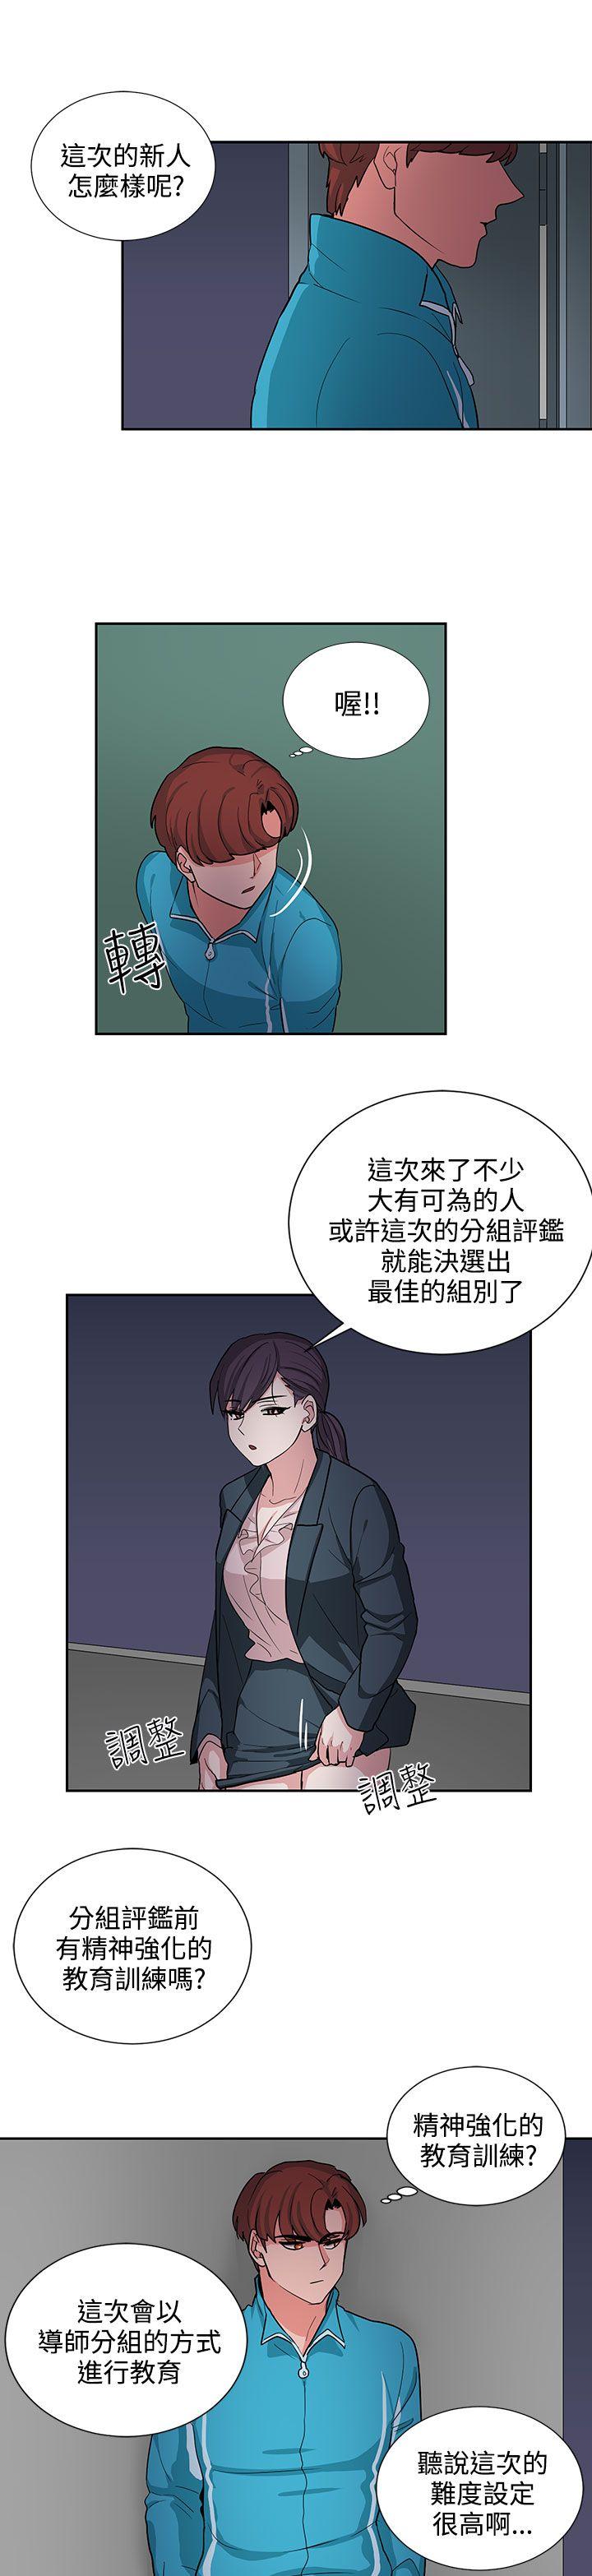 這次的新人
怎麼樣呢?
喔!!
轉
這次來了不少
大有可為的人
或許這次的分組評鑑
就能決選出
最佳的組別了
調整
調整
分組評鑑前
有精神強化的
教育訓練嗎?
精神強化的
教育訓練?
這次會以
導師分組的方式
進行教育
聽說這次的
難度設定
很高啊...